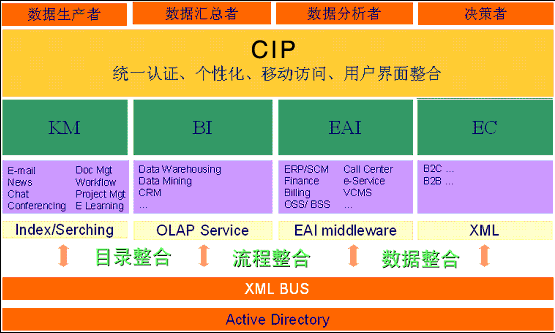 数据生产者 数据汇总者 数据分析者 决策者
CIP
统一认证、个性化、移动访问、用户界面整合
KM BI EAI EC
E-mail Doc Mgt
News Workflow
Chat Project Mgt
Conferencing E Learning
Data Warehousing
Data Mining
CRM
...
ERP/SCM Call Center
Finance e-Service
Billing VCMS
OSS/ BSS ...
B2C ...
B2B ...
Index/Serching OLAP Service EAI middleware XML
目录整合 流程整合 数据整合
XML BUS
Active Directory